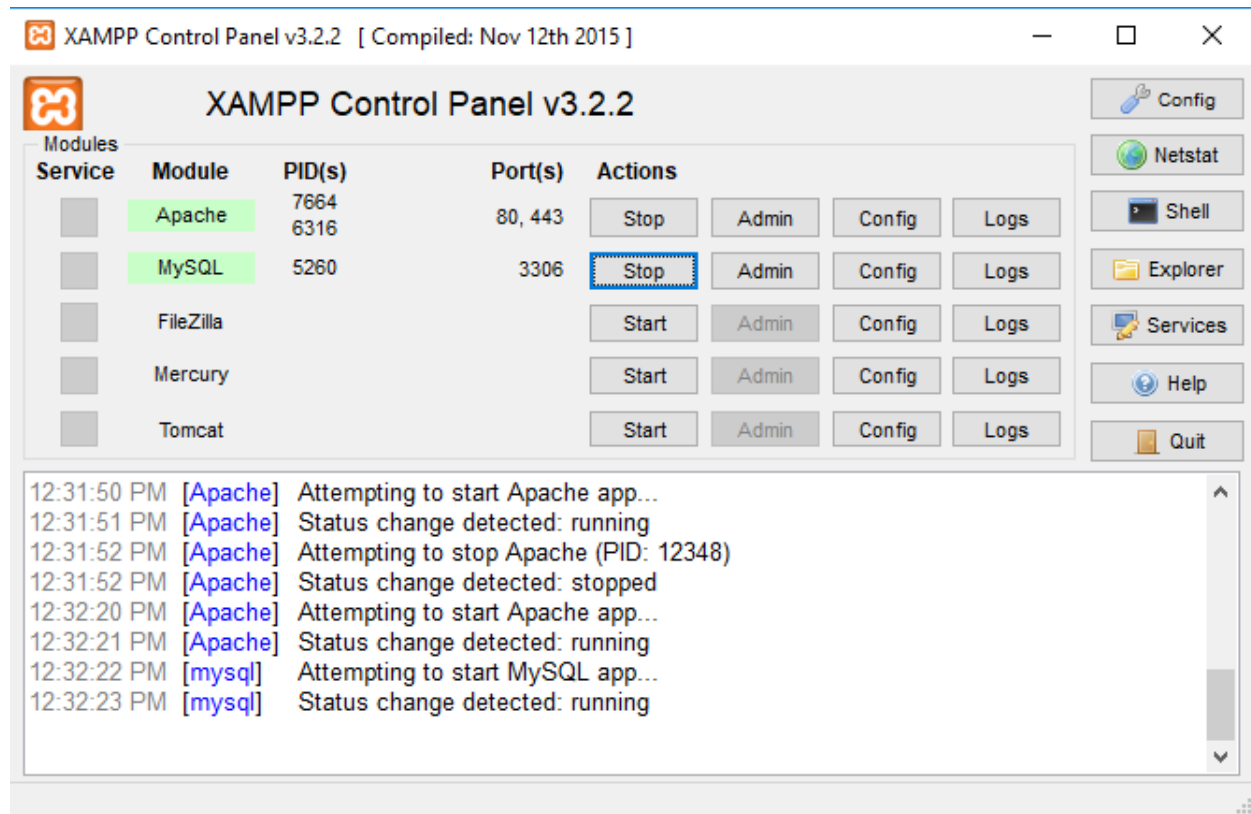 XAMPP Control Panel v3.2.2 [ Compiled: Nov 12th 2015 ]
XAMPP Control Panel v3.2.2
Config
Modules
Service Module PID(s) Port(s) Actions
Netstat
Apache 7664 6316 80, 443 Stop Admin Config Logs
Shell
MySQL 5260 3306 Stop Admin Config Logs
Explorer
FileZilla Start Admin Config Logs
Services
Mercury Start Admin Config Logs
Help
Tomcat Start Admin Config Logs
Quit
12:31:50 PM [Apache] Attempting to start Apache app...
12:31:51 PM [Apache] Status change detected: running
12:31:52 PM [Apache] Attempting to stop Apache (PID: 12348)
12:31:52 PM [Apache] Status change detected: stopped
12:32:20 PM [Apache] Attempting to start Apache app...
12:32:21 PM [Apache] Status change detected: running
12:32:22 PM [mysql] Attempting to start MySQL app...
12:32:23 PM [mysql] Status change detected: running